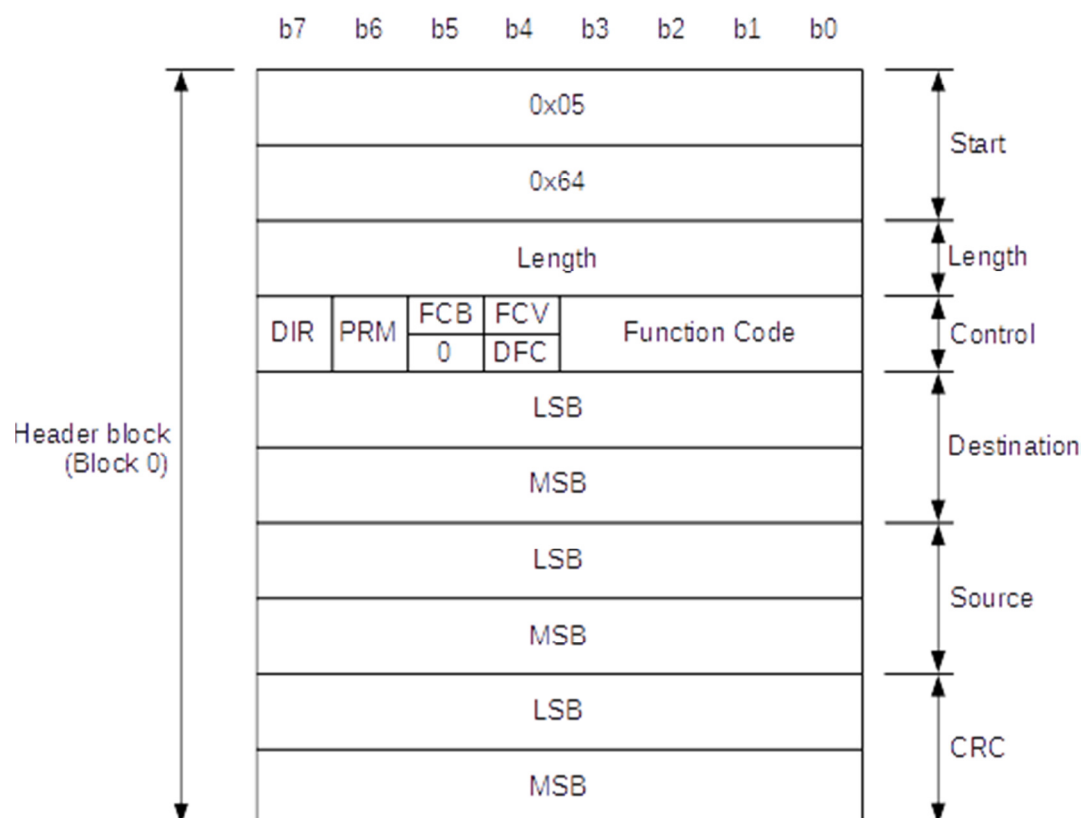 b7 b6 b5 b4 b3 b2 b1 b0
0x05
Start
0x64
Length
Length
DIR PRM FCB FCV Function Code
0 DFC
Control
LSB
Destination
Header block
(Block 0)
MSB
LSB
Source
MSB
LSB
CRC
MSB